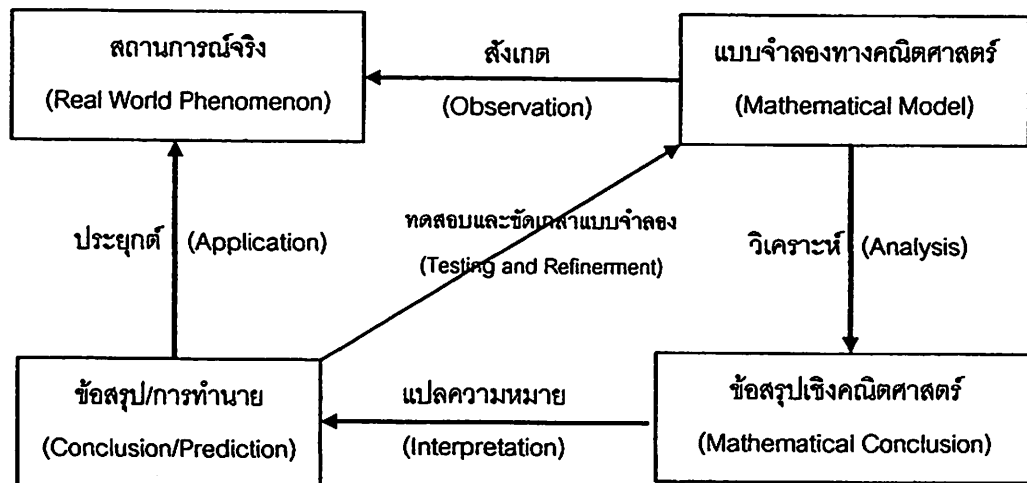 สถานการณ์จริง
(Real World Phenomenon)
สังเกต
(Observation)
แบบจำลองทางคณิตศาสตร์
(Mathematical Model)
ประยุกต์
(Application)
ทดสอบและขัดเกลาแบบจำลอง
(Testing and Refinerment)
วิเคราะห์
(Analysis)
ข้อสรุป/การทำนาย
(Conclusion/Prediction)
แปลความหมาย
(Interpretation)
ข้อสรุปเชิงคณิตศาสตร์
(Mathematical Conclusion)